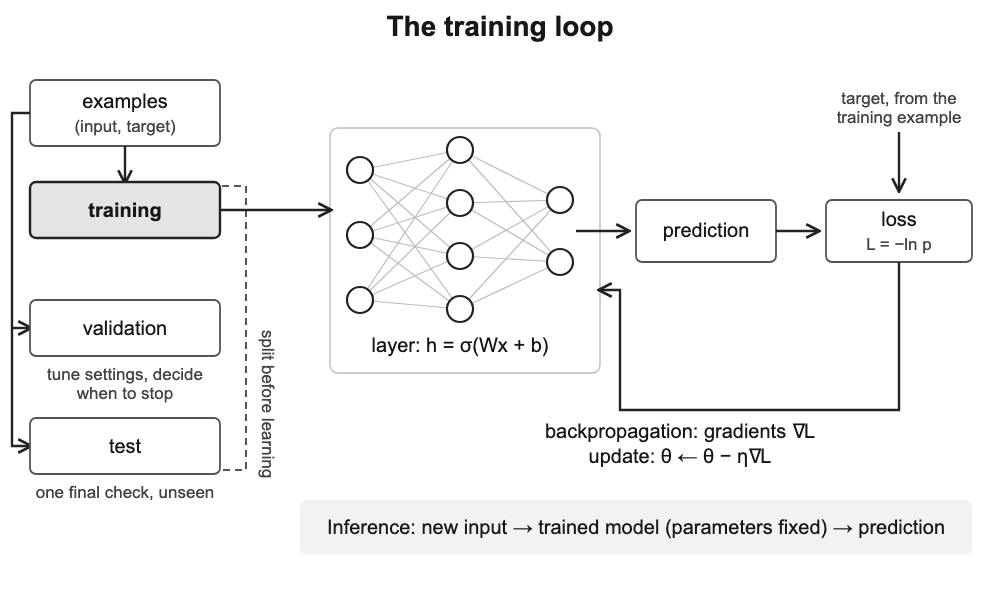 The training loop
examples
(input, target)
training
validation
tune settings, decide
when to stop
test
one final check, unseen
split before learning
layer: h = σ(Wx + b)
prediction
target, from the
training example
loss
L = −ln p
backpropagation: gradients ∇L
update: θ ← θ − η∇L
Inference: new input → trained model (parameters fixed) → prediction